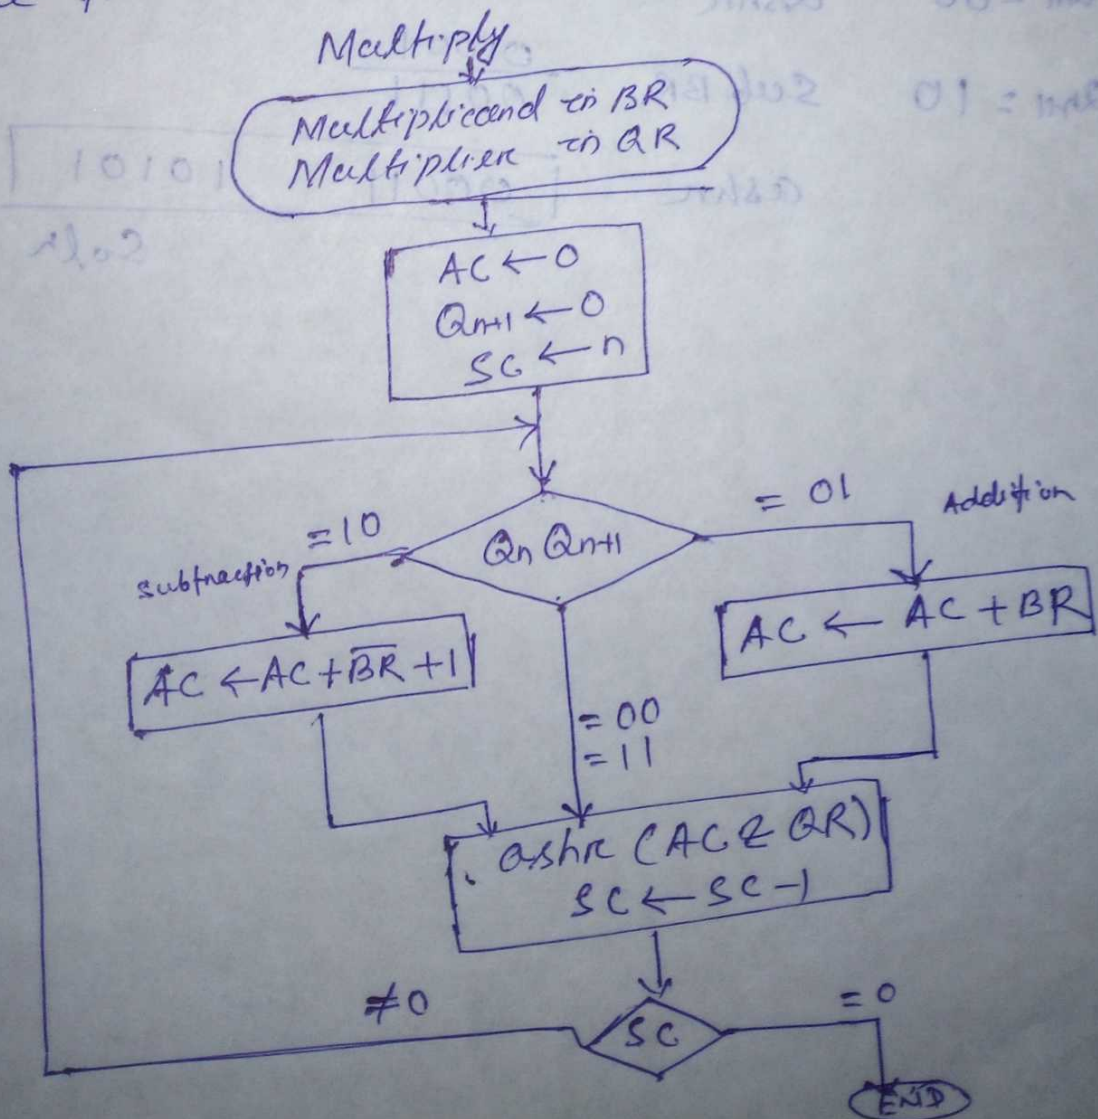 Multiply
Multiplicand in BR
Multiplier in QR
AC ← 0
Qn+1 ← 0
SC ← n
= 10
Qn Qn+1
= 01
Addition
Subtraction
AC ← AC + B̅R̅ + 1
AC ← AC + BR
= 00
= 11
ashr (AC & QR)
SC ← SC - 1
≠ 0
SC
= 0
END